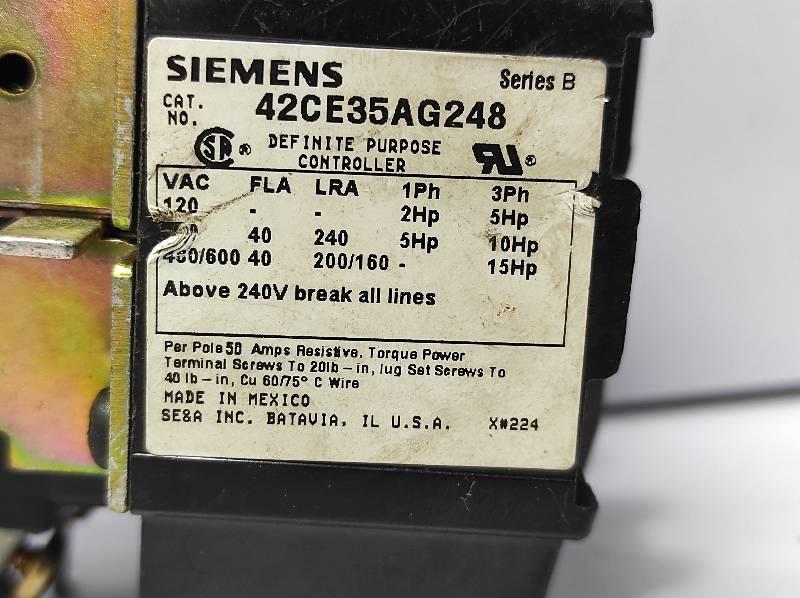 SIEMENS Series B
CAT. NO. 42CE35AG248
SA ® DEFINITE PURPOSE CONTROLLER RU ®
VAC FLA LRA 1Ph 3Ph
120 - - 2Hp 5Hp
40 240 5Hp 10Hp
480/600 40 200/160 - 15Hp
Above 240V break all lines
Per Pole 50 Amps Resistive, Torque Power
Terminal Screws To 20lb-in, lug Set Screws To
40 lb-in, Cu 60/75° C Wire
MADE IN MEXICO
SE&A INC. BATAVIA, IL U.S.A. X#224